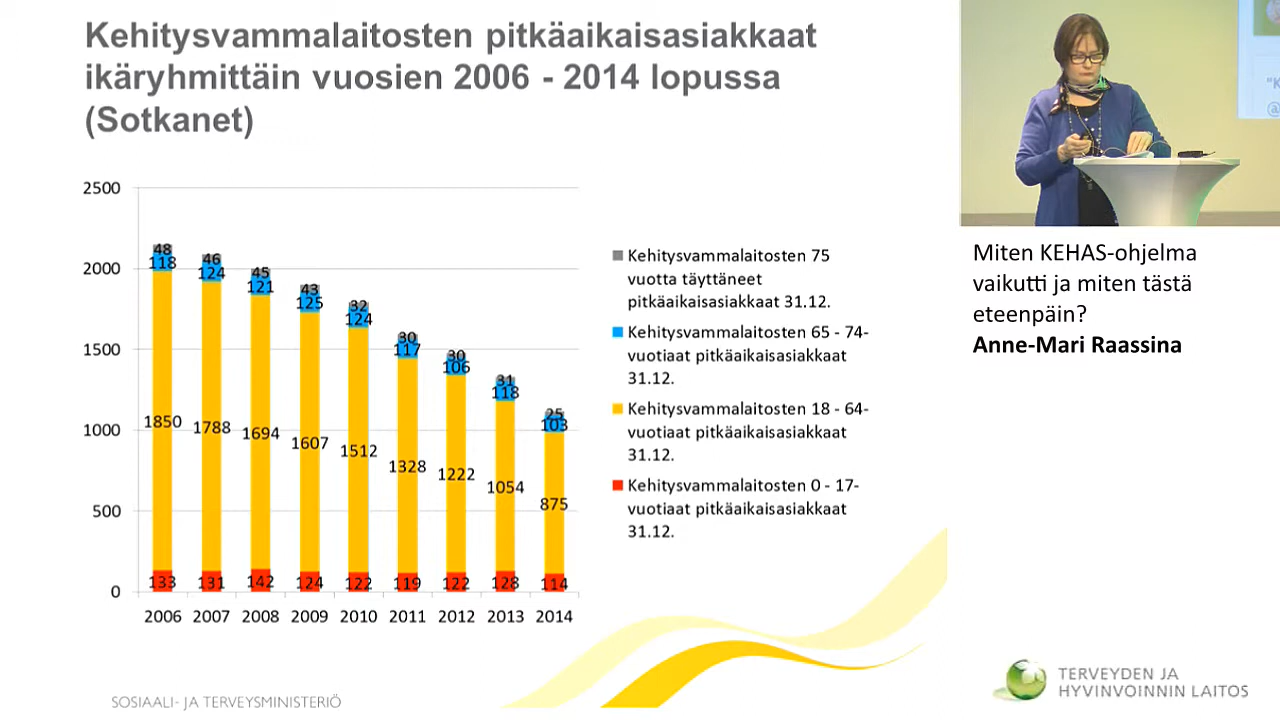 Kehitysvammalaitosten pitkäaikaisasiakkaat
ikäryhmittäin vuosien 2006 - 2014 lopussa
(Sotkanet)
2500
2000
1500
1000
500
0
48
46
45
43
32
30
30
31
25
118
124
121
125
124
117
106
118
103
1850
1788
1694
1607
1512
1328
1222
1054
875
133
131
142
124
122
119
122
128
114
2006
2007
2008
2009
2010
2011
2012
2013
2014
Kehitysvammalaitosten 75
vuotta täyttäneet
pitkäaikaisasiakkaat 31.12.
Kehitysvammalaitosten 65 - 74-
vuotiaat pitkäaikaisasiakkaat
31.12.
Kehitysvammalaitosten 18 - 64-
vuotiaat pitkäaikaisasiakkaat
31.12.
Kehitysvammalaitosten 0 - 17-
vuotiaat pitkäaikaisasiakkaat
31.12.
SOSIAALI- JA TERVEYSMINISTERIÖ
"K
@
Miten KEHAS-ohjelma
vaikutti ja miten tästä
eteenpäin?
Anne-Mari Raassina
TERVEYDEN JA
HYVINVOINNIN LAITOS